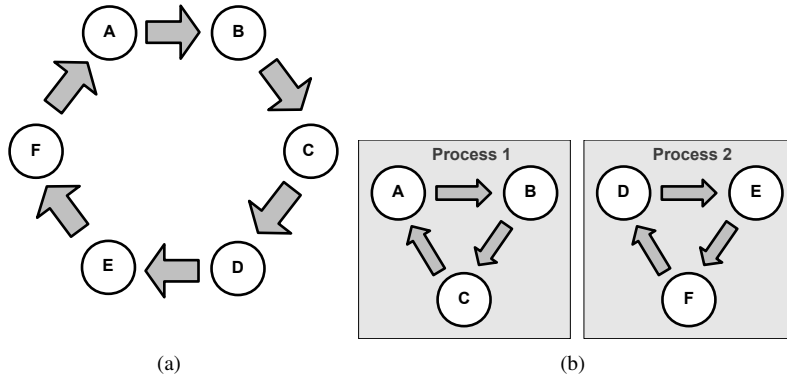 A B
F C
E D
Process 1
A B
C
Process 2
D E
F
(a) (b)